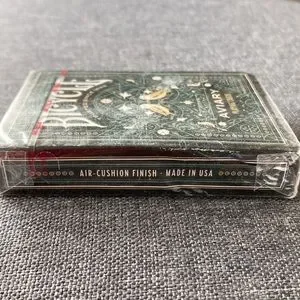 BICYCLE
AVIARY
AIR-CUSHION FINISH · MADE IN USA